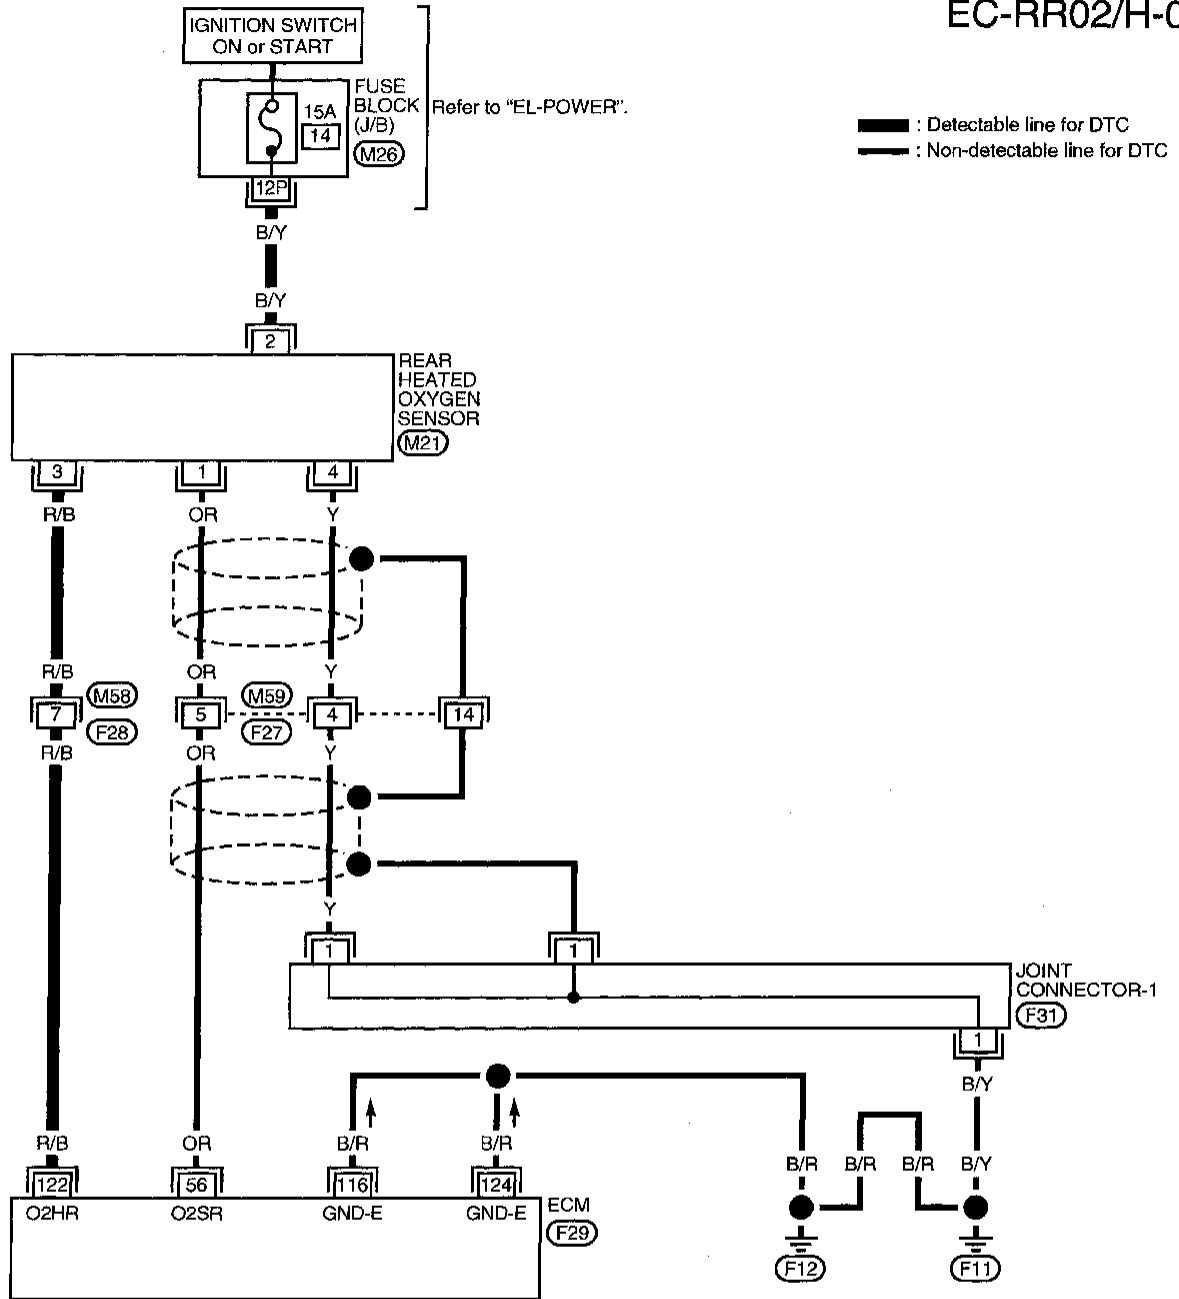 EC-RR02/H-0
IGNITION SWITCH
ON or START
FUSE
BLOCK
(J/B)
M26
15A
14
Refer to "EL-POWER".
: Detectable line for DTC
: Non-detectable line for DTC
12P
B/Y
B/Y
2
REAR
HEATED
OXYGEN
SENSOR
M21
3 1 4
R/B OR Y
R/B OR Y
M58 M59
7 5 4 14
F28 F27
R/B OR Y
Y
1 1
JOINT
CONNECTOR-1
F31
1
B/Y
R/B OR B/R B/R
B/R B/R B/R B/Y
122 56 116 124
O2HR O2SR GND-E GND-E
ECM
F29
F12 F11